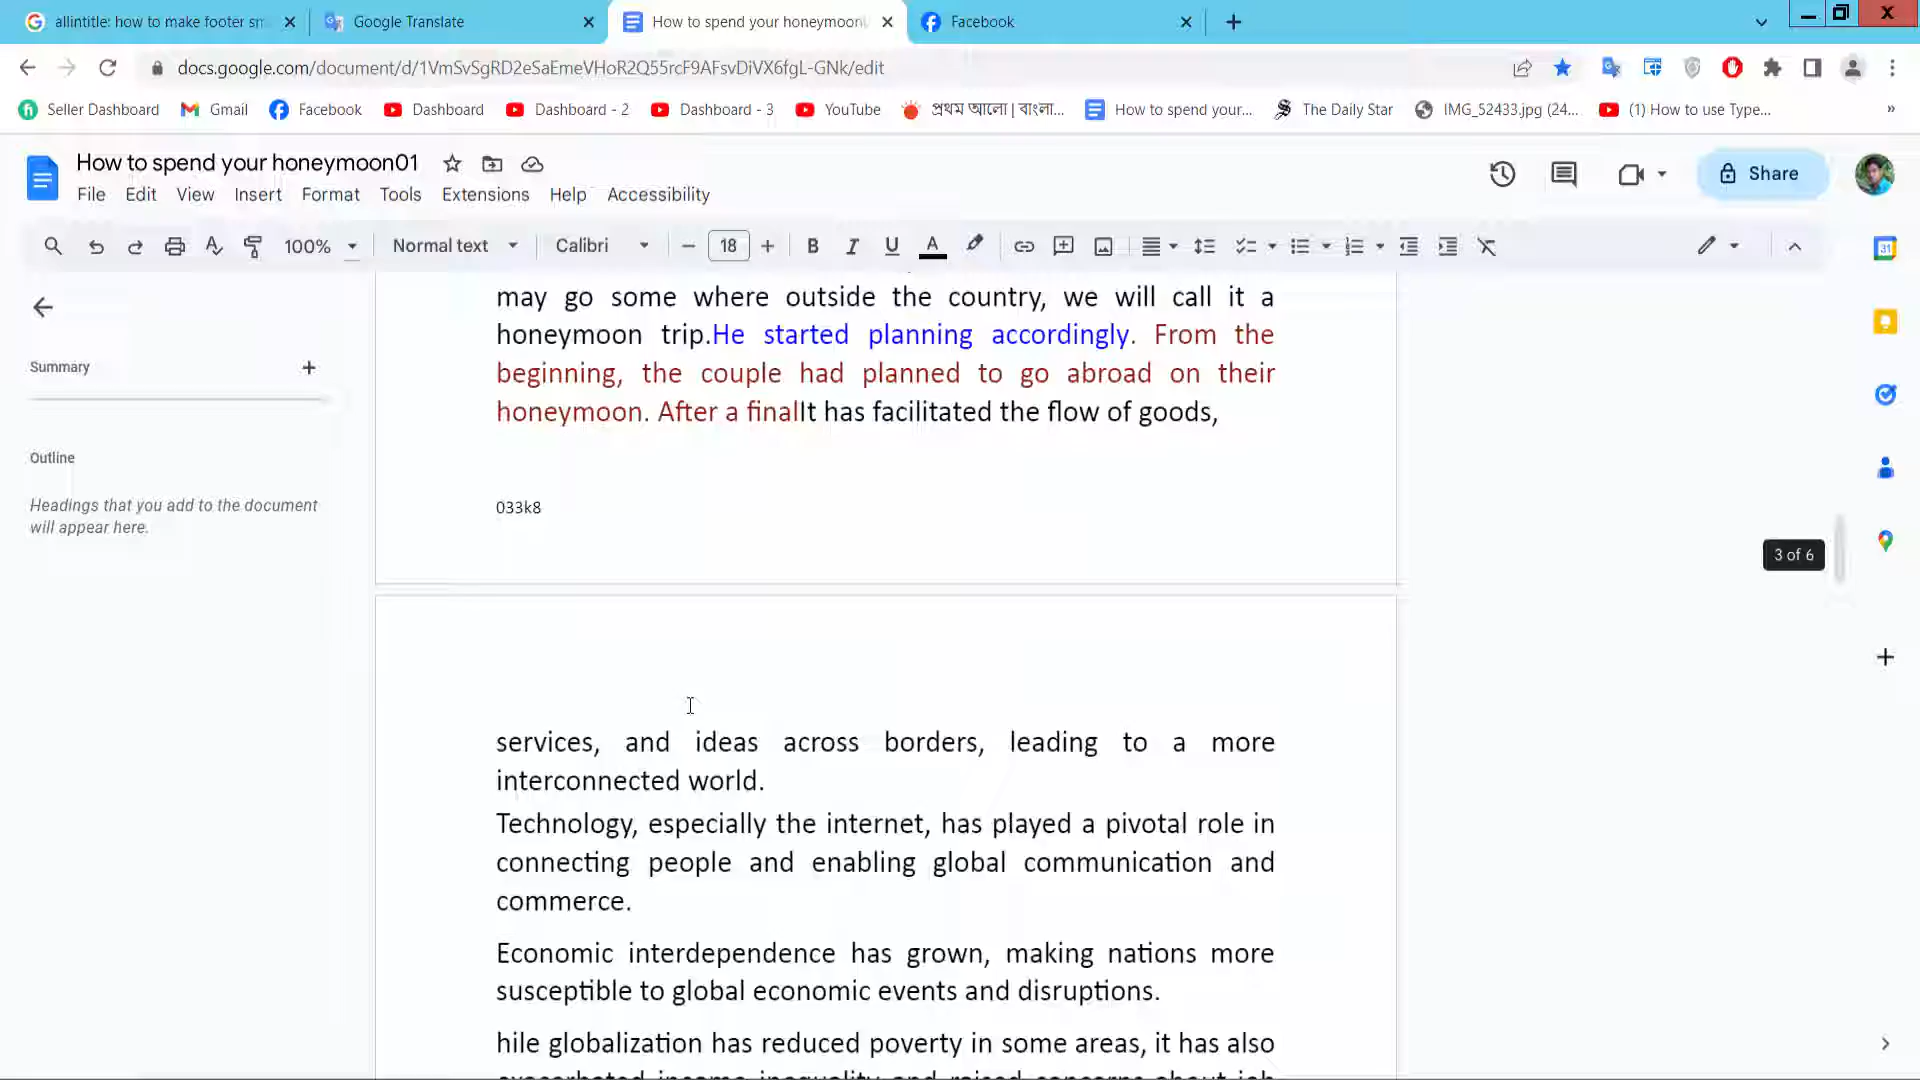 allintitle: how to make footer sm
Google Translate
How to spend your honeymoon
Facebook
docs.google.com/document/d/1VmSvSgRD2eSaEmeVHoR2Q55rcF9AFsvDiVX6fgL-GNk/edit
Seller Dashboard
Gmail
Facebook
Dashboard
Dashboard - 2
Dashboard - 3
YouTube
প্রথম আলো | বাংলা...
How to spend your...
The Daily Star
IMG_52433.jpg (24...
(1) How to use Type...
How to spend your honeymoon01
Share
File Edit View Insert Format Tools Extensions Help Accessibility
100% Normal text Calibri 18
may go some where outside the country, we will call it a
honeymoon trip.He started planning accordingly. From the
beginning, the couple had planned to go abroad on their
honeymoon. After a finalIt has facilitated the flow of goods,
Summary
Outline
Headings that you add to the document
will appear here.
033k8
3 of 6
services, and ideas across borders, leading to a more
interconnected world.
Technology, especially the internet, has played a pivotal role in
connecting people and enabling global communication and
commerce.
Economic interdependence has grown, making nations more
susceptible to global economic events and disruptions.
hile globalization has reduced poverty in some areas, it has also
exacerbated income inequality and raised concerns about job